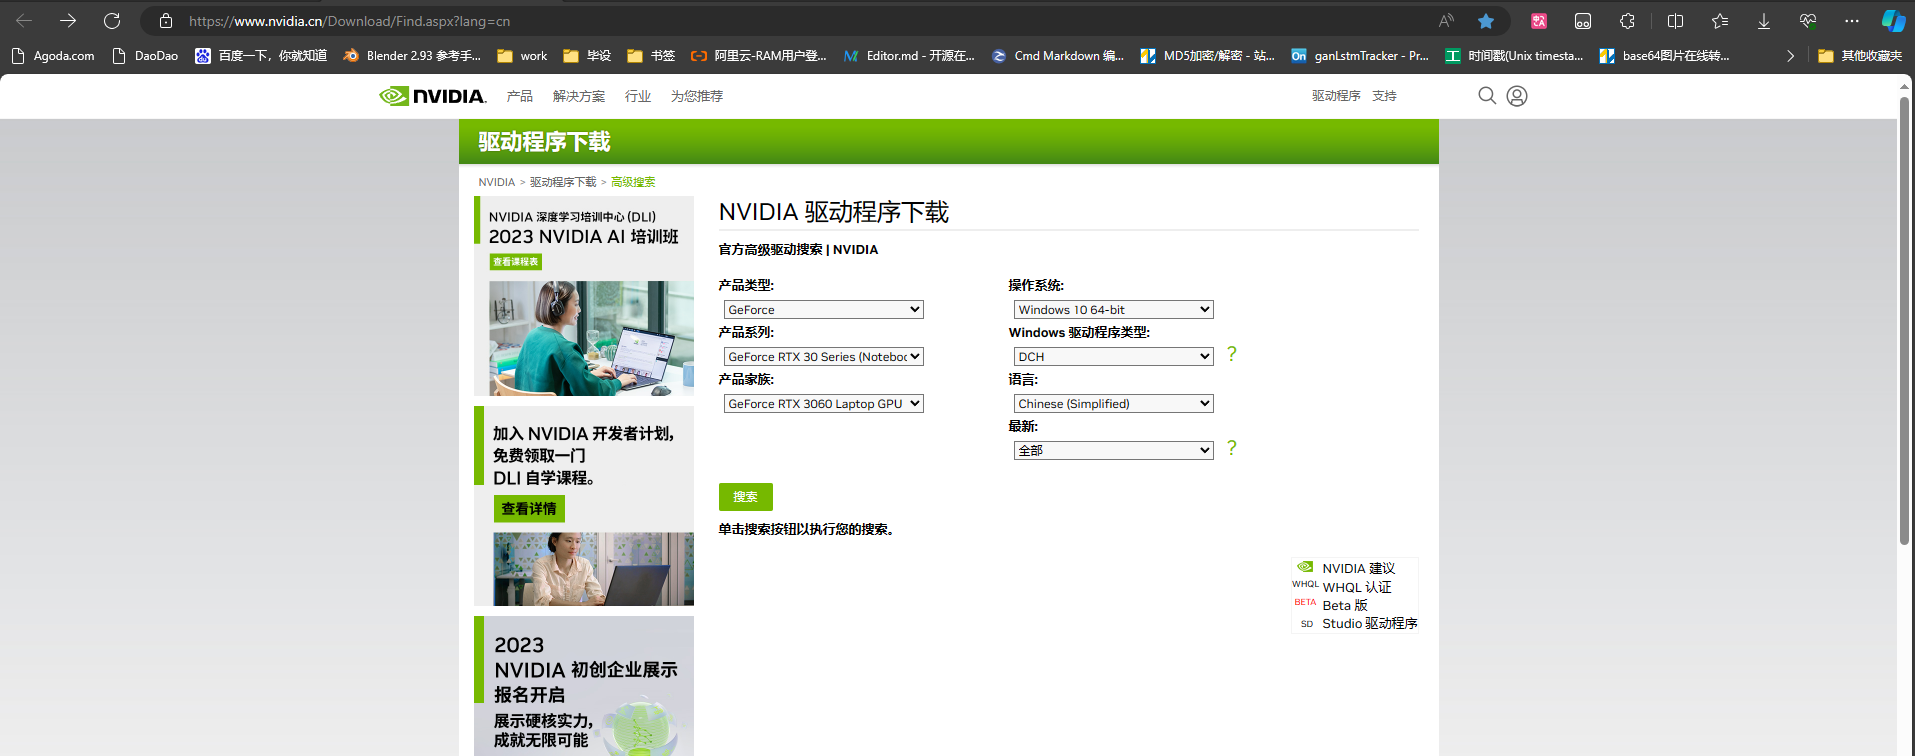 https://www.nvidia.cn/Download/Find.aspx?lang=cn
Agoda.com
DaoDao
百度一下，你就知道
Blender 2.93 参考手...
work
毕设
书签
阿里云-RAM用户登...
Editor.md - 开源在...
Cmd Markdown 编...
MD5加密/解密 - 站...
ganLstmTracker - Pr...
时间戳(Unix timesta...
base64图片在线转...
其他收藏夹
NVIDIA.
产品
解决方案
行业
为您推荐
驱动程序
支持
驱动程序下载
NVIDIA > 驱动程序下载 > 高级搜索
NVIDIA 深度学习培训中心 (DLI)
2023 NVIDIA AI 培训班
查看课程表
加入 NVIDIA 开发者计划，
免费领取一门
DLI 自学课程。
查看详情
2023
NVIDIA 初创企业展示
报名开启
展示硬核实力，
成就无限可能
NVIDIA 驱动程序下载
官方高级驱动搜索 | NVIDIA
产品类型:
GeForce
产品系列:
GeForce RTX 30 Series (Noteboo
产品家族:
GeForce RTX 3060 Laptop GPU
操作系统:
Windows 10 64-bit
Windows 驱动程序类型:
DCH
?
语言:
Chinese (Simplified)
最新:
全部
?
搜索
单击搜索按钮以执行您的搜索。
NVIDIA 建议
WHQL WHQL 认证
BETA Beta 版
SD Studio 驱动程序